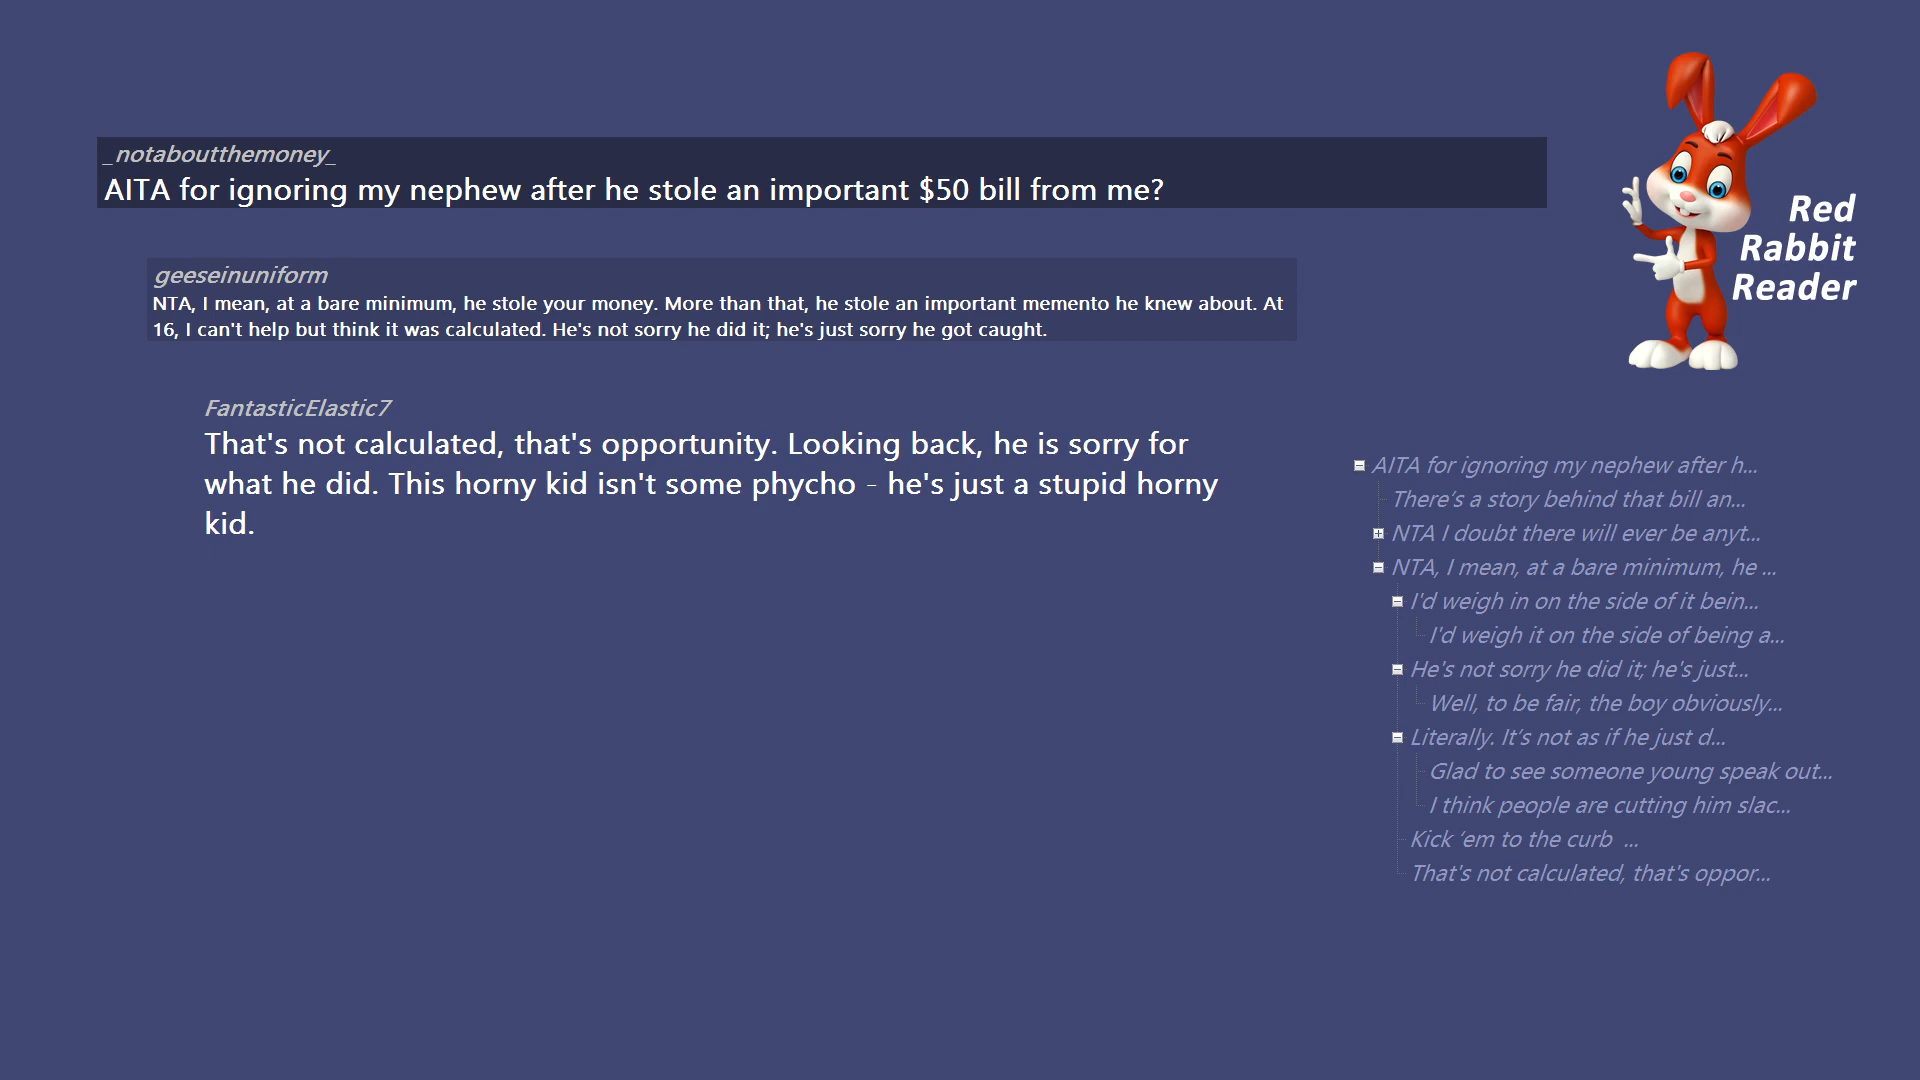 _notaboutthemoney_
AITA for ignoring my nephew after he stole an important $50 bill from me?
geeseinuniform
NTA, I mean, at a bare minimum, he stole your money. More than that, he stole an important memento he knew about. At
16, I can't help but think it was calculated. He's not sorry he did it; he's just sorry he got caught.
FantasticElastic7
That's not calculated, that's opportunity. Looking back, he is sorry for
what he did. This horny kid isn't some phycho - he's just a stupid horny
kid.
Red
Rabbit
Reader
AITA for ignoring my nephew after h...
There’s a story behind that bill an...
NTA I doubt there will ever be anyt...
NTA, I mean, at a bare minimum, he ...
I'd weigh in on the side of it bein...
I'd weigh it on the side of being a...
He's not sorry he did it; he's just...
Well, to be fair, the boy obviously...
Literally. It’s not as if he just d...
Glad to see someone young speak out...
I think people are cutting him slac...
Kick ‘em to the curb  ...
That's not calculated, that's oppor...